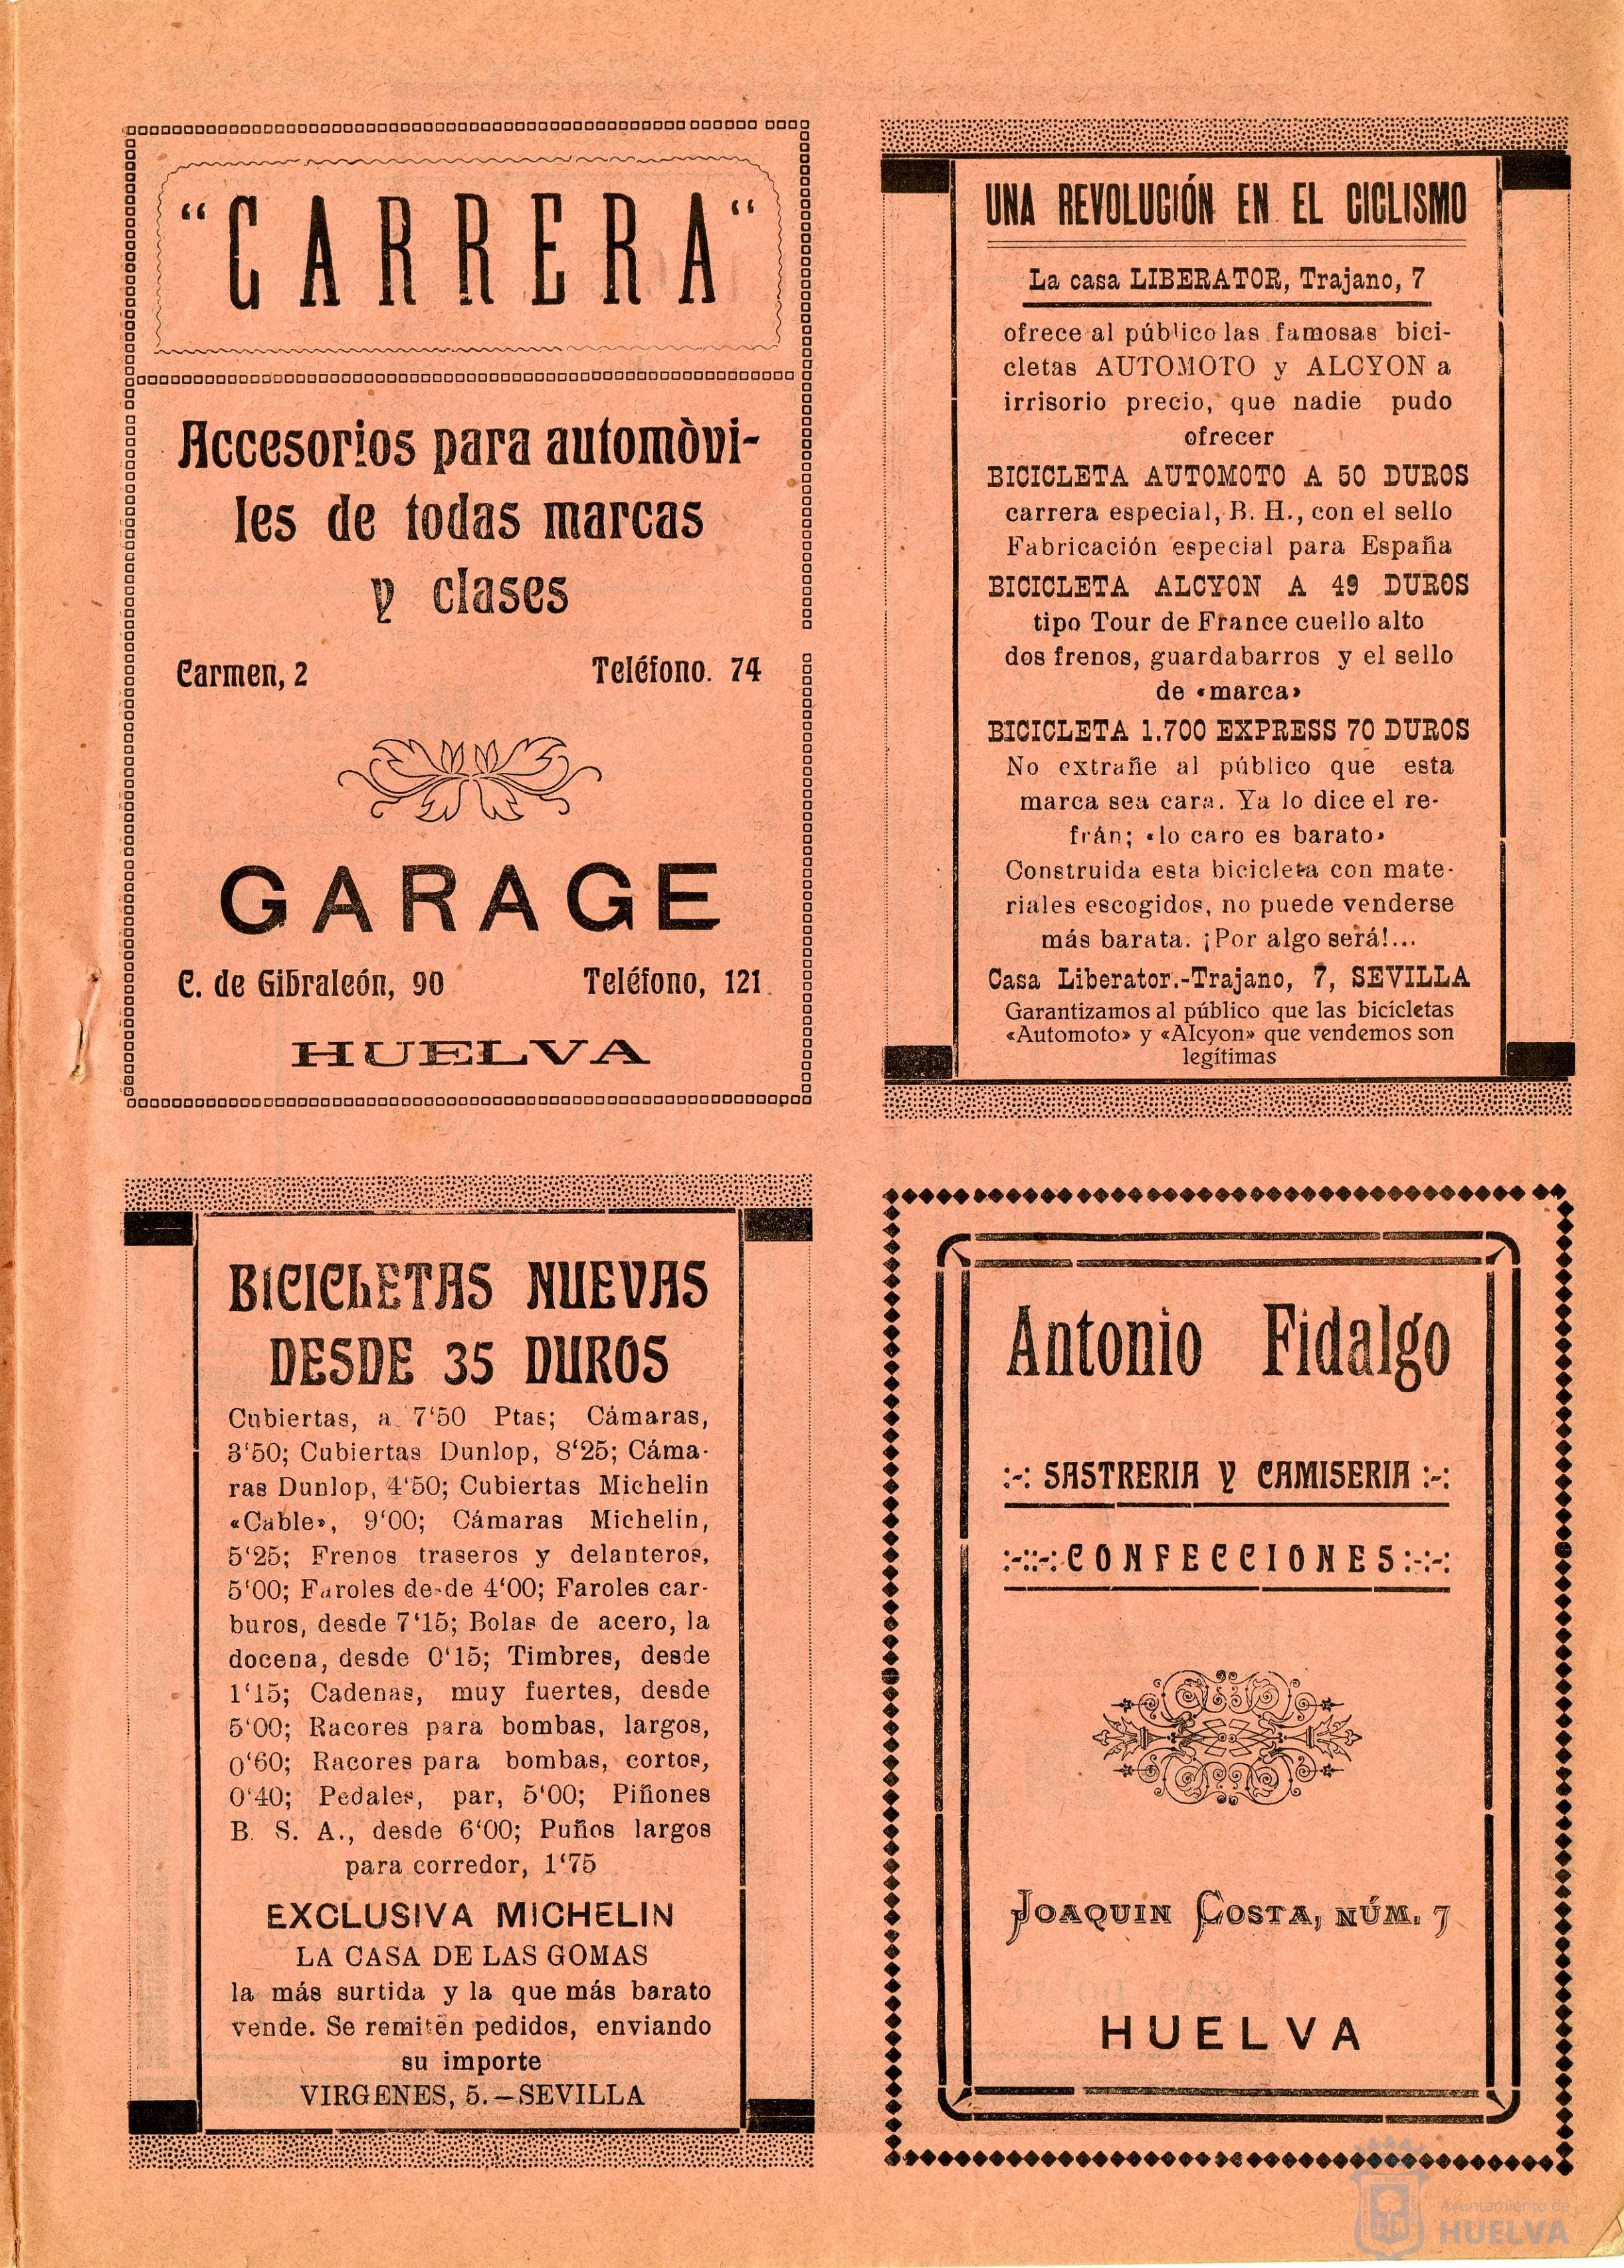 “CARRERA“
Accesorios para automòvi-
les de todas marcas
y clases
Carmen, 2 Teléfono. 74
GARAGE
C. de Gibraleón, 90 Teléfono, 121
HUELVA
UNA REVOLUCIÓN EN EL CICLISMO
La casa LIBERATOR, Trajano, 7
ofrece al público las famosas bici-
cletas AUTOMOTO y ALCYON a
irrisorio precio, que nadie pudo
ofrecer
BICICLETA AUTOMOTO A 50 DUROS
carrera especial, B. H., con el sello
Fabricación especial para España
BICICLETA ALCYON A 49 DUROS
tipo Tour de France cuello alto
dos frenos, guardabarros y el sello
de «marca»
BICICLETA 1.700 EXPRESS 70 DUROS
No extrañe al público que esta
marca sea cara. Ya lo dice el re-
frán; «lo caro es barato»
Construida esta bicicleta con mate-
riales escogidos, no puede venderse
más barata. ¡Por algo será!...
Casa Liberator.-Trajano, 7, SEVILLA
Garantizamos al público que las bicicletas
«Automoto» y «Alcyon» que vendemos son
legítimas
BICICLETAS NUEVAS
DESDE 35 DUROS
Cubiertas, a 7‘50 Ptas; Cámaras,
3‘50; Cubiertas Dunlop, 8‘25; Cáma-
ras Dunlop, 4‘50; Cubiertas Michelin
«Cable», 9‘00; Cámaras Michelin,
5‘25; Frenos traseros y delanteros,
5‘00; Faroles desde 4‘00; Faroles car-
buros, desde 7‘15; Bolas de acero, la
docena, desde 0‘15; Timbres, desde
1‘15; Cadenas, muy fuertes, desde
5‘00; Racores para bombas, largos,
0‘60; Racores para bombas, cortos,
0‘40; Pedales, par, 5‘00; Piñones
B. S. A., desde 6‘00; Puños largos
para corredor, 1‘75
EXCLUSIVA MICHELIN
LA CASA DE LAS GOMAS
la más surtida y la que más barato
vende. Se remiten pedidos, enviando
su importe
VIRGENES, 5.—SEVILLA
Antonio Fidalgo
:-: SASTRERIA Y CAMISERIA :-:
:-::-: CONFECCIONES :-:-:
JOAQUIN COSTA, NÚM. 7
HUELVA
Ayuntamiento de
HUELVA